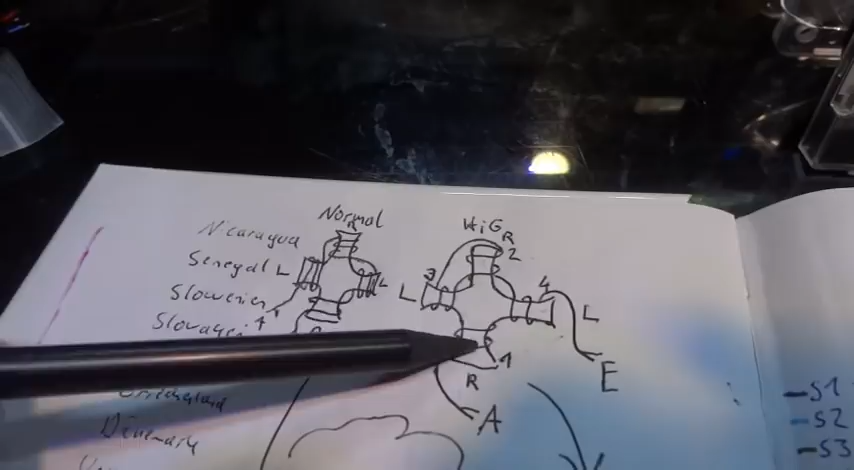 Normal
Nicaragua
Senegal
Slowenien
R
L
L
A
HiG
R
2
3
4
L
L
1
R
E
A
Dänemark
S1
S2
S3